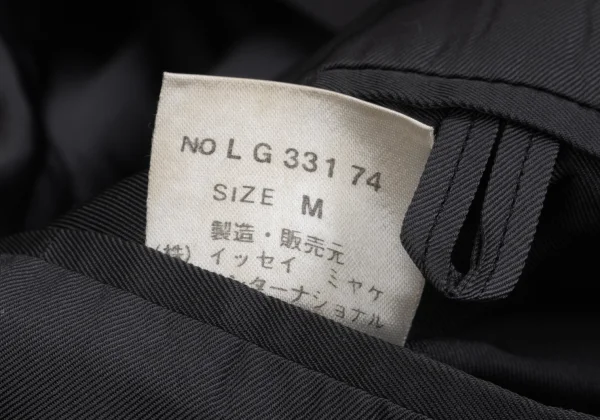 NO L G 331 74
SIZE M
製造・販売元
(株) イッセイ ミヤケ
インターナショナル